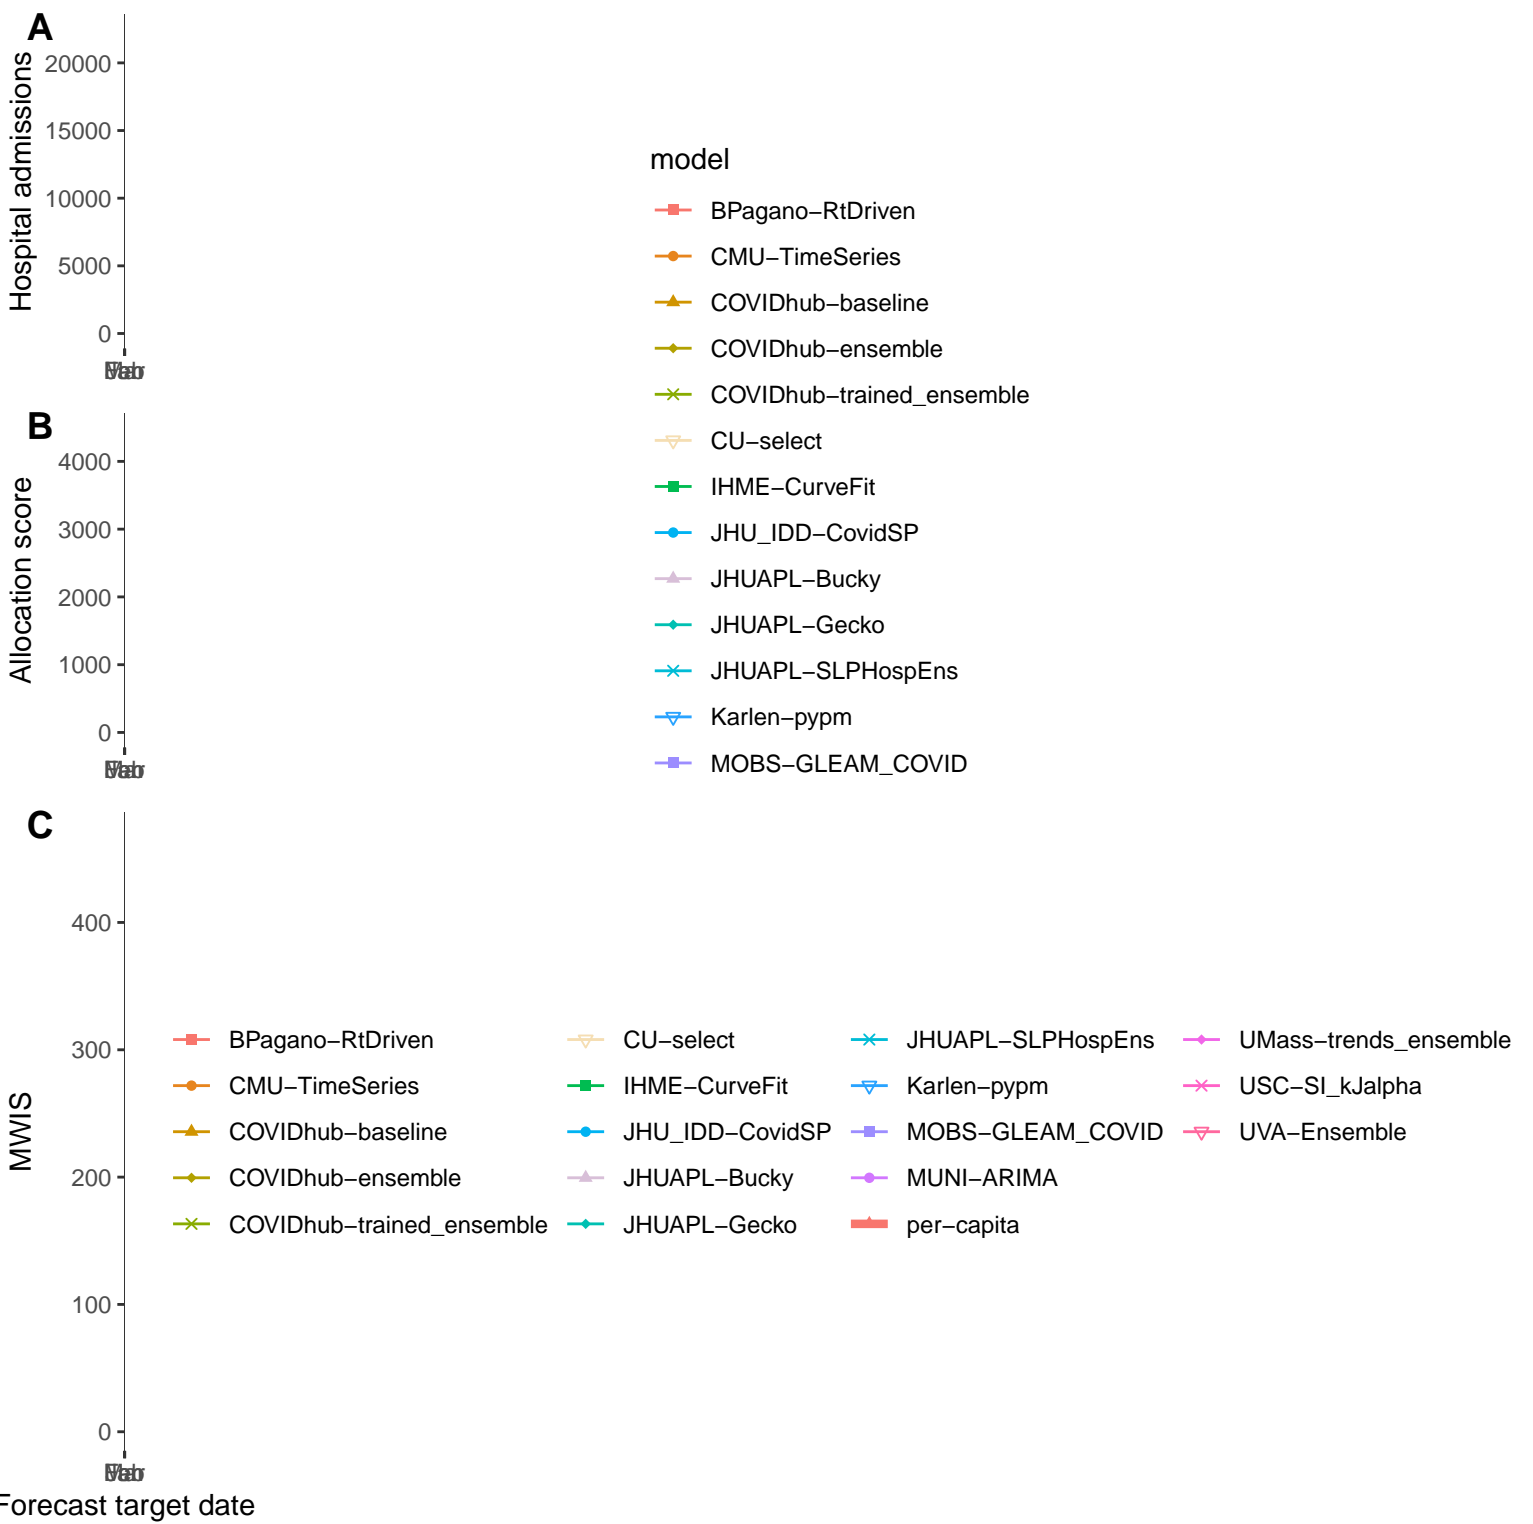 A
Hospital admissions
20000
15000
10000
5000
0
model
BPagano−RtDriven
CMU−TimeSeries
COVIDhub−baseline
COVIDhub−ensemble
COVIDhub−trained_ensemble
CU−select
IHME−CurveFit
JHU_IDD−CovidSP
JHUAPL−Bucky
JHUAPL−Gecko
JHUAPL−SLPHospEns
Karlen−pypm
MOBS−GLEAM_COVID
B
Allocation score
4000
3000
2000
1000
0
C
MWIS
400
300
200
100
0
BPagano−RtDriven
CMU−TimeSeries
COVIDhub−baseline
COVIDhub−ensemble
COVIDhub−trained_ensemble
CU−select
IHME−CurveFit
JHU_IDD−CovidSP
JHUAPL−Bucky
JHUAPL−Gecko
JHUAPL−SLPHospEns
Karlen−pypm
MOBS−GLEAM_COVID
MUNI−ARIMA
per−capita
UMass−trends_ensemble
USC−SI_kJalpha
UVA−Ensemble
Forecast target date